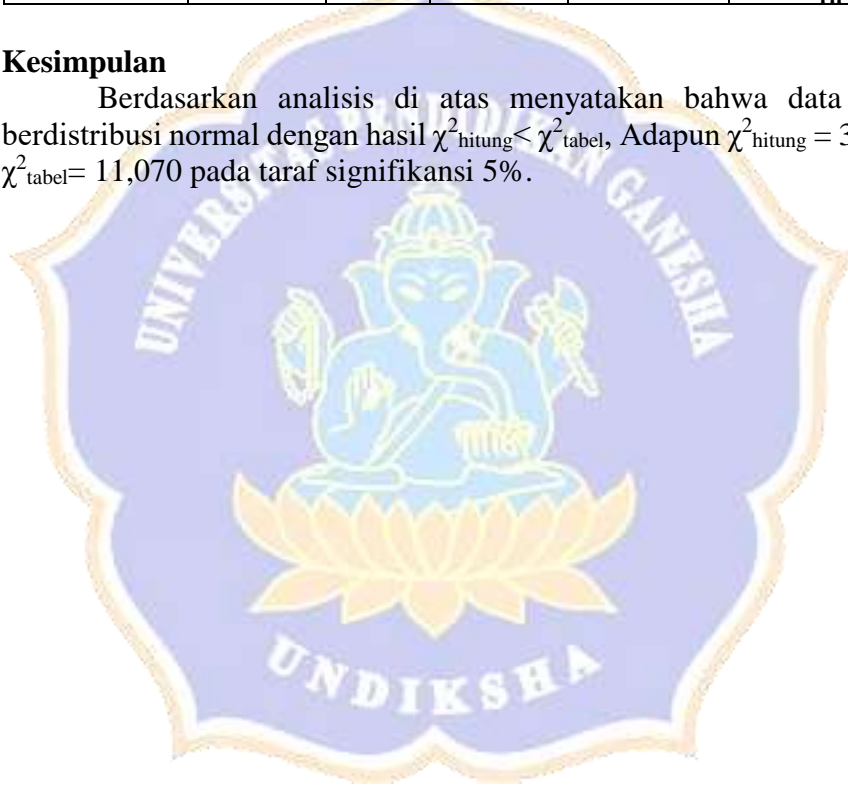 Kesimpulan
Berdasarkan analisis di atas menyatakan bahwa data
berdistribusi normal dengan hasil χ²hitung< χ²tabel, Adapun χ²hitung = 3
χ²tabel= 11,070 pada taraf signifikansi 5%.
UNIVERSITAS PENDIDIKAN GANESHA
UNDIKSHA